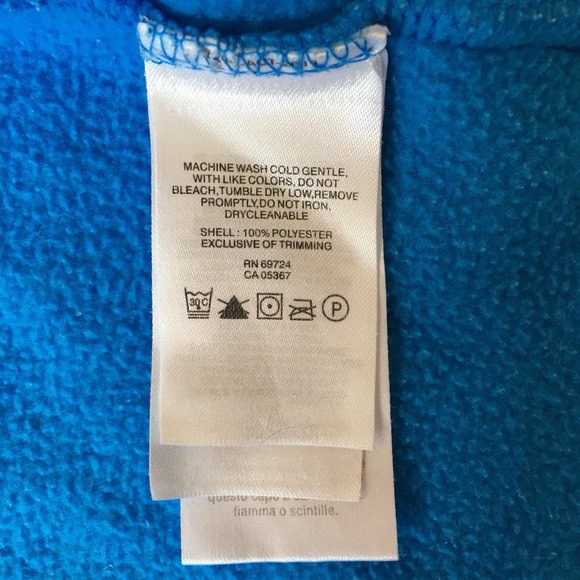 MACHINE WASH COLD GENTLE,
WITH LIKE COLORS, DO NOT
BLEACH,TUMBLE DRY LOW,REMOVE
PROMPTLY,DO NOT IRON,
DRYCLEANABLE
SHELL : 100% POLYESTER
EXCLUSIVE OF TRIMMING
RN 69724
CA 05367
30 C P
questo capo
fiamma o scintille.